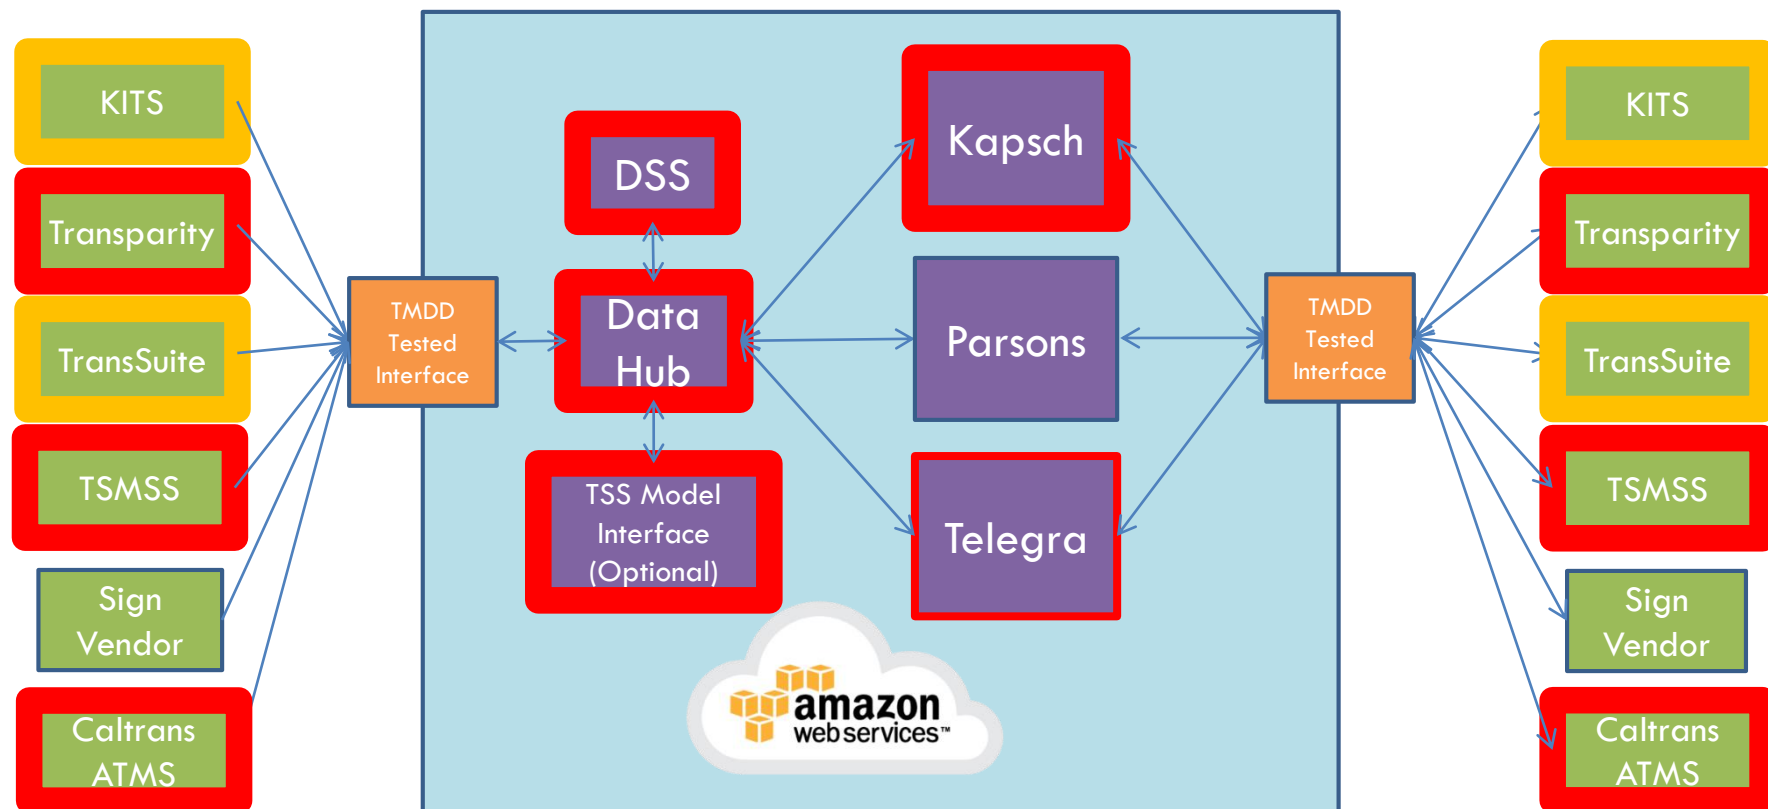 KITS
Transparity
TransSuite
TSMSS
Sign
Vendor
Caltrans
ATMS
TMDD
Tested
Interface
DSS
Data
Hub
TSS Model
Interface
(Optional)
Kapsch
Parsons
Telegra
amazon
web services™
TMDD
Tested
Interface
KITS
Transparity
TransSuite
TSMSS
Sign
Vendor
Caltrans
ATMS